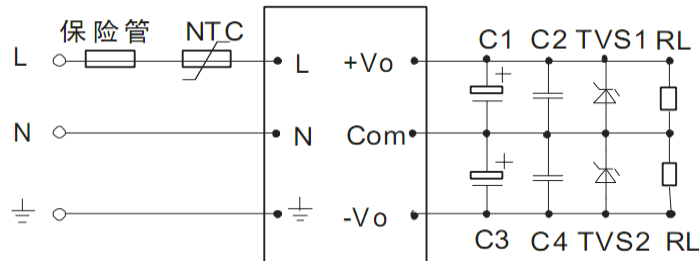 保险管 NTC C1 C2 TVS1 RL
L L +Vo
N N Com
-Vo
C3 C4 TVS2 RL